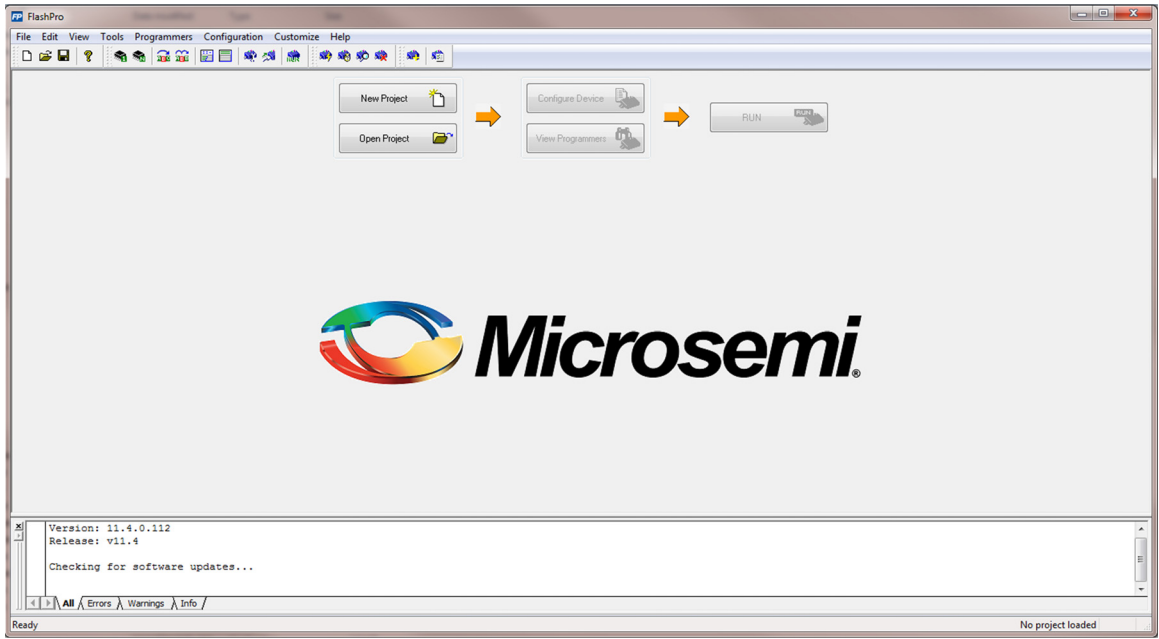 FlashPro
File Edit View Tools Programmers Configuration Customize Help
New Project
Configure Device
RUN
RUN
Open Project
View Programmers
Microsemi®
Version: 11.4.0.112
Release: v11.4
Checking for software updates...
All Errors Warnings Info
Ready
No project loaded